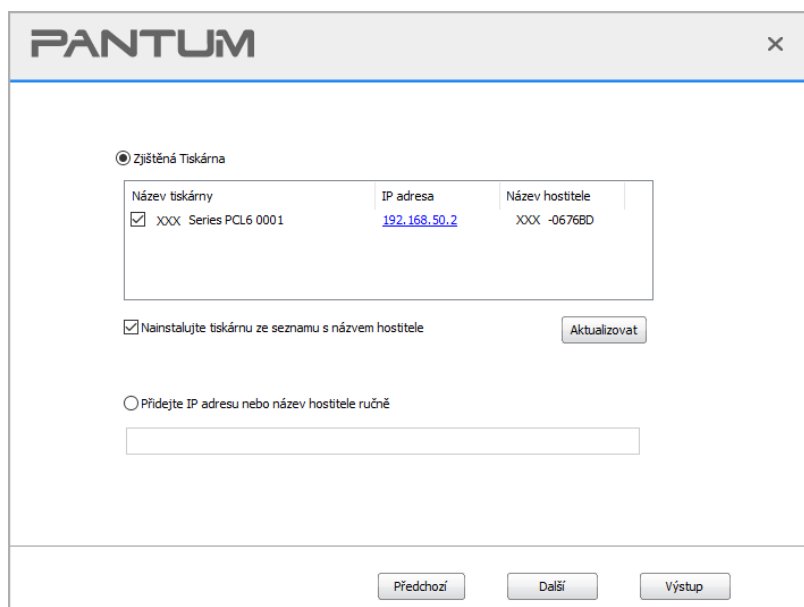 PANTUM
Zjištěná Tiskárna
Název tiskárny IP adresa Název hostitele
XXX Series PCL6 0001 192.168.50.2 XXX -0676BD
Nainstalujte tiskárnu ze seznamu s názvem hostitele Aktualizovat
Přidejte IP adresu nebo název hostitele ručně
Předchozí Další Výstup